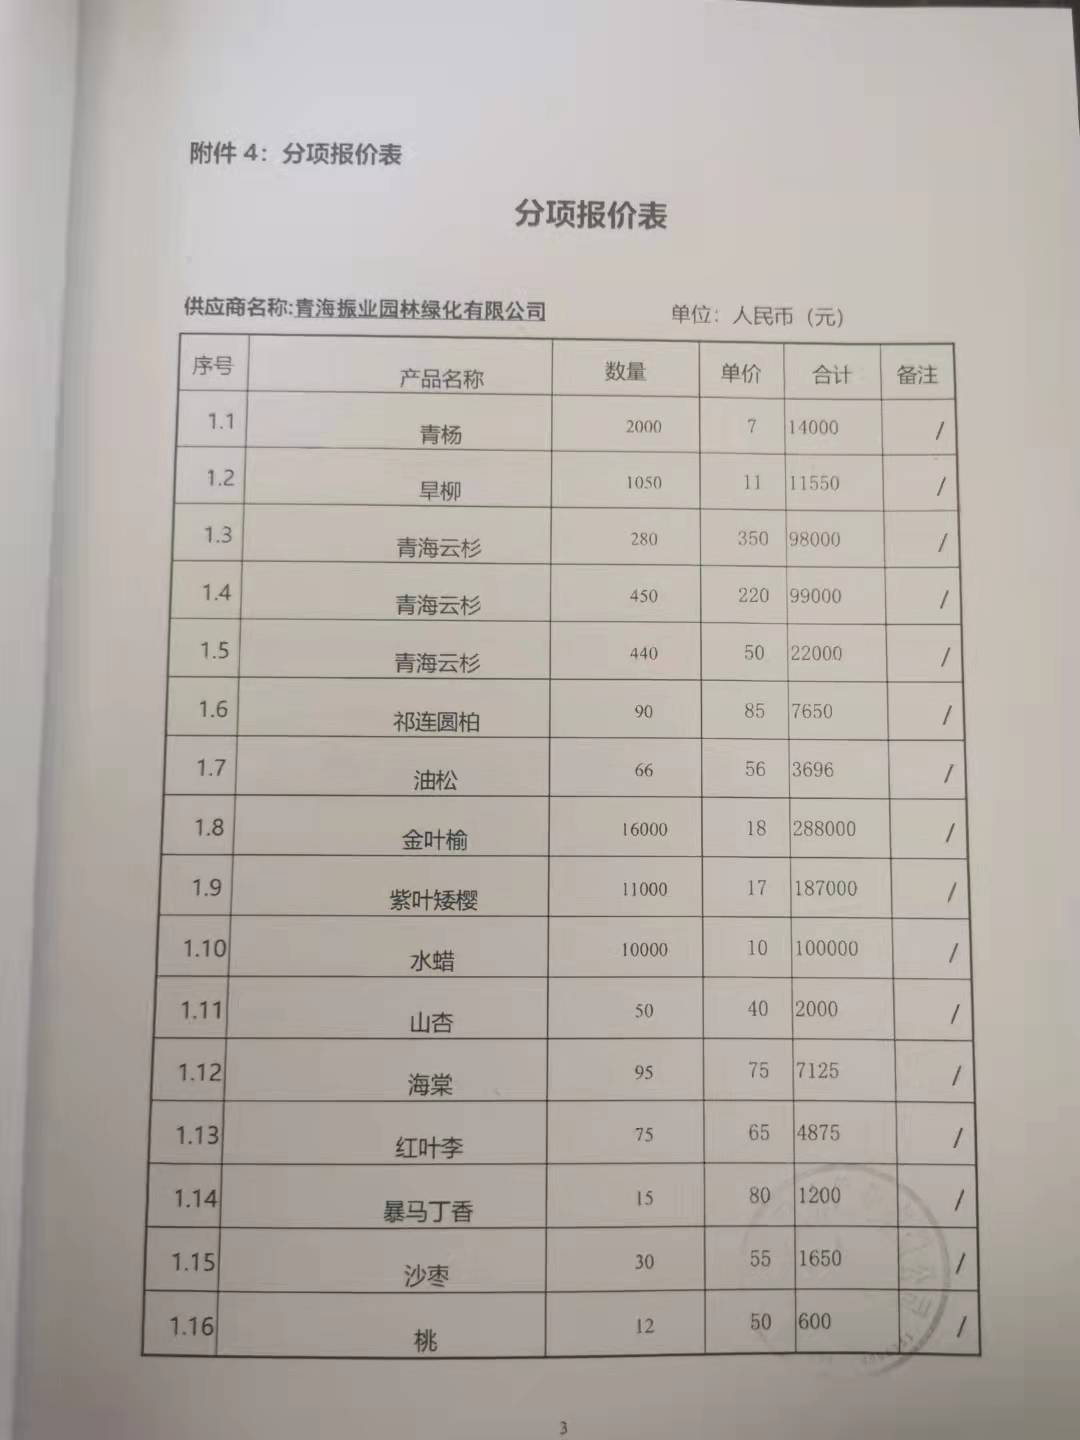 附件 4：分项报价表
分项报价表
供应商名称:青海振业园林绿化有限公司 单位：人民币（元）
序号 产品名称 数量 单价 合计 备注
1.1 青杨 2000 7 14000 /
1.2 旱柳 1050 11 11550 /
1.3 青海云杉 280 350 98000 /
1.4 青海云杉 450 220 99000 /
1.5 青海云杉 440 50 22000 /
1.6 祁连圆柏 90 85 7650 /
1.7 油松 66 56 3696 /
1.8 金叶榆 16000 18 288000 /
1.9 紫叶矮樱 11000 17 187000 /
1.10 水蜡 10000 10 100000 /
1.11 山杏 50 40 2000 /
1.12 海棠 95 75 7125 /
1.13 红叶李 75 65 4875 /
1.14 暴马丁香 15 80 1200 /
1.15 沙枣 30 55 1650 /
1.16 桃 12 50 600 /
3